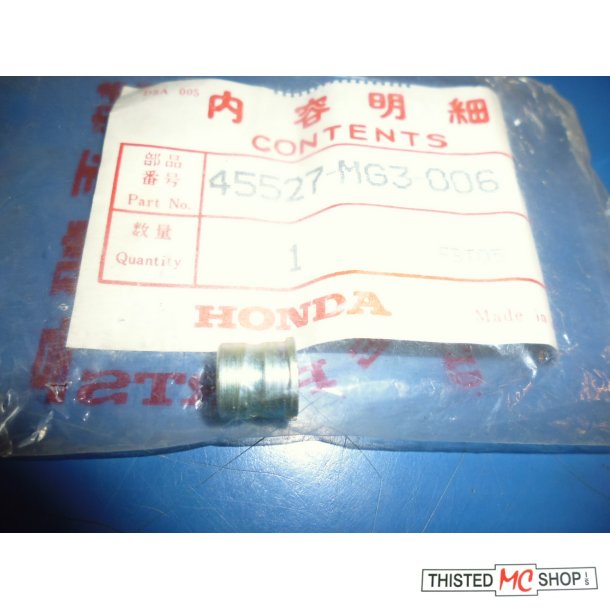 内容明細
CONTENTS
部品
番号
Part No.
45527-MG3-006
数量
Quantity
1
HONDA
Made in
THISTED MC SHOP I/S